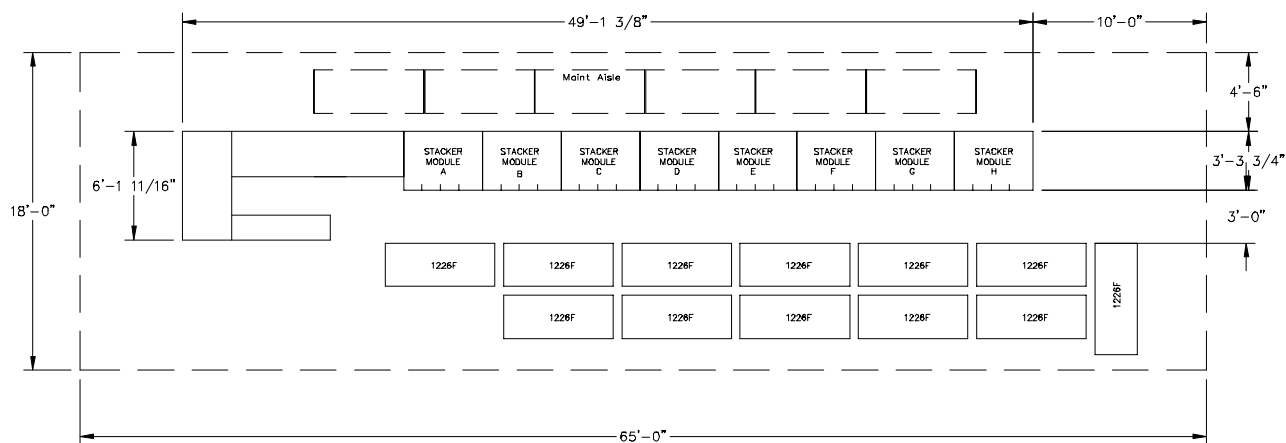 49'-1 3/8"
10'-0"
Maint Aisle
4'-6"
STACKER
MODULE
A
STACKER
MODULE
B
STACKER
MODULE
C
STACKER
MODULE
D
STACKER
MODULE
E
STACKER
MODULE
F
STACKER
MODULE
G
STACKER
MODULE
H
3'-3 3/4"
6'-1 11/16"
18'-0"
3'-0"
1226F
1226F
1226F
1226F
1226F
1226F
1226F
1226F
1226F
1226F
1226F
1226F
65'-0"